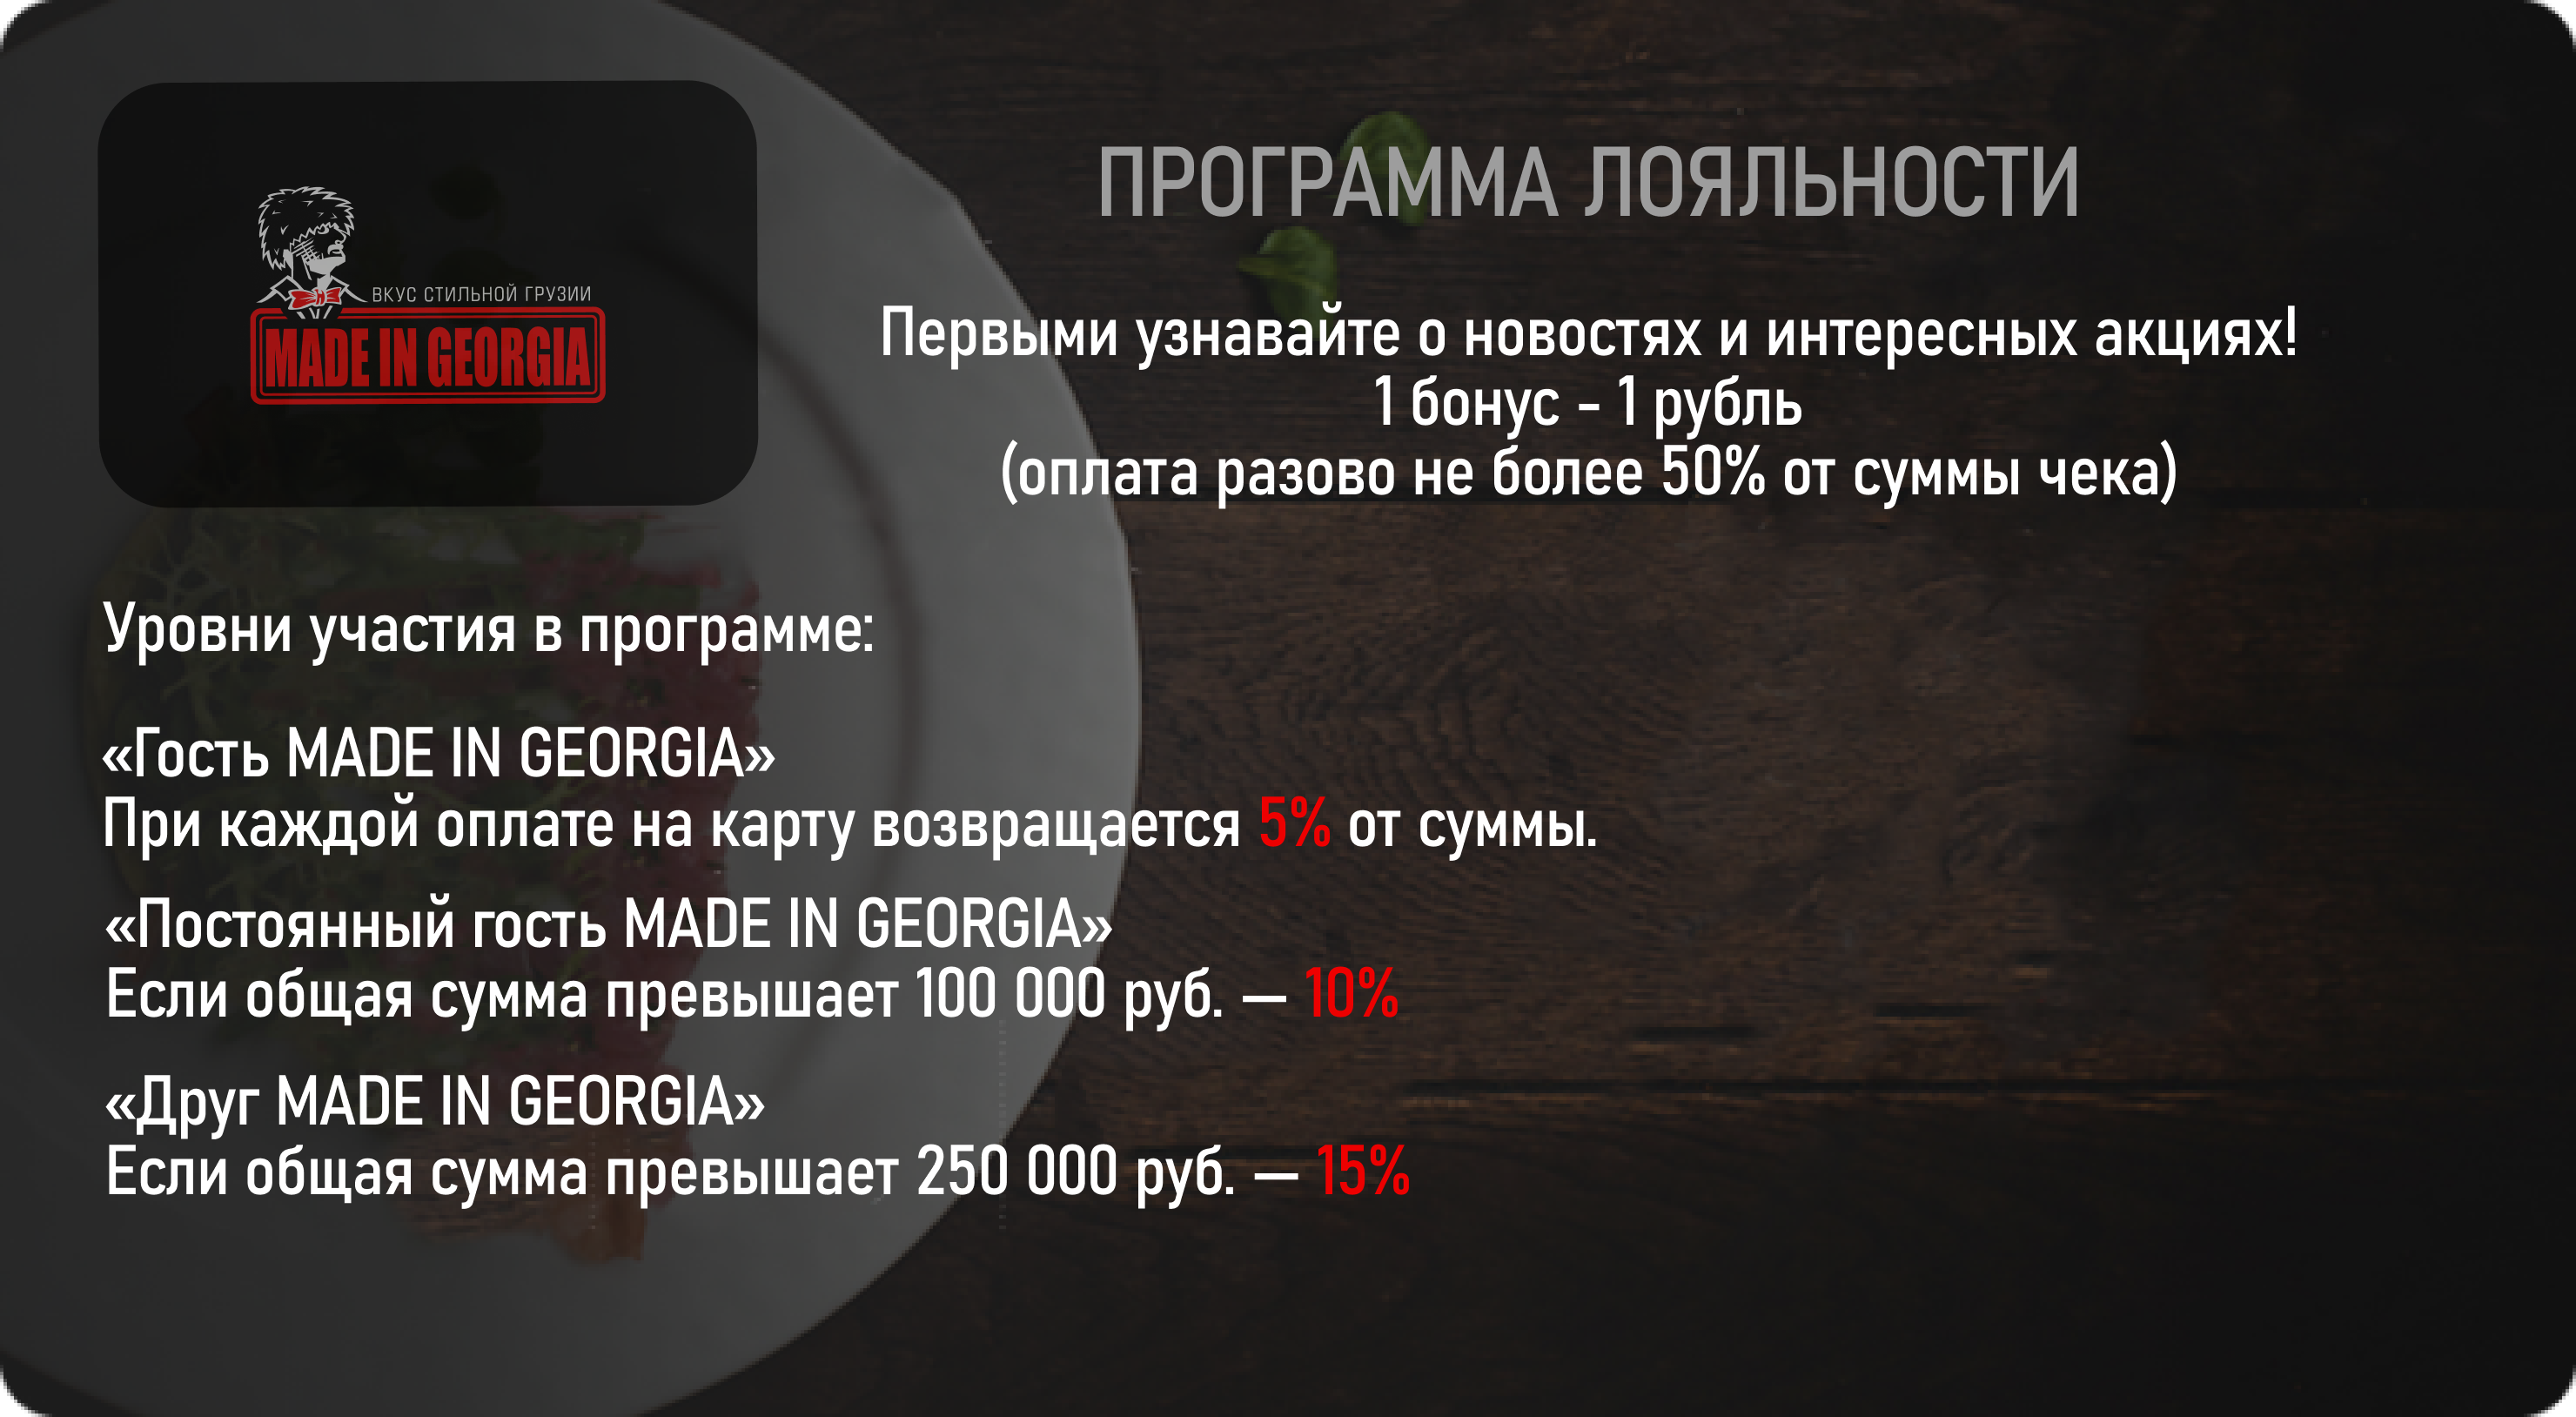 ВКУС СТИЛЬНОЙ ГРУЗИИ
MADE IN GEORGIA
ПРОГРАММА ЛОЯЛЬНОСТИ
Первыми узнавайте о новостях и интересных акциях!
1 бонус - 1 рубль
(оплата разово не более 50% от суммы чека)
Уровни участия в программе:
«Гость MADE IN GEORGIA»
При каждой оплате на карту возвращается 5% от суммы.
«Постоянный гость MADE IN GEORGIA»
Если общая сумма превышает 100 000 руб. — 10%
«Друг MADE IN GEORGIA»
Если общая сумма превышает 250 000 руб. — 15%